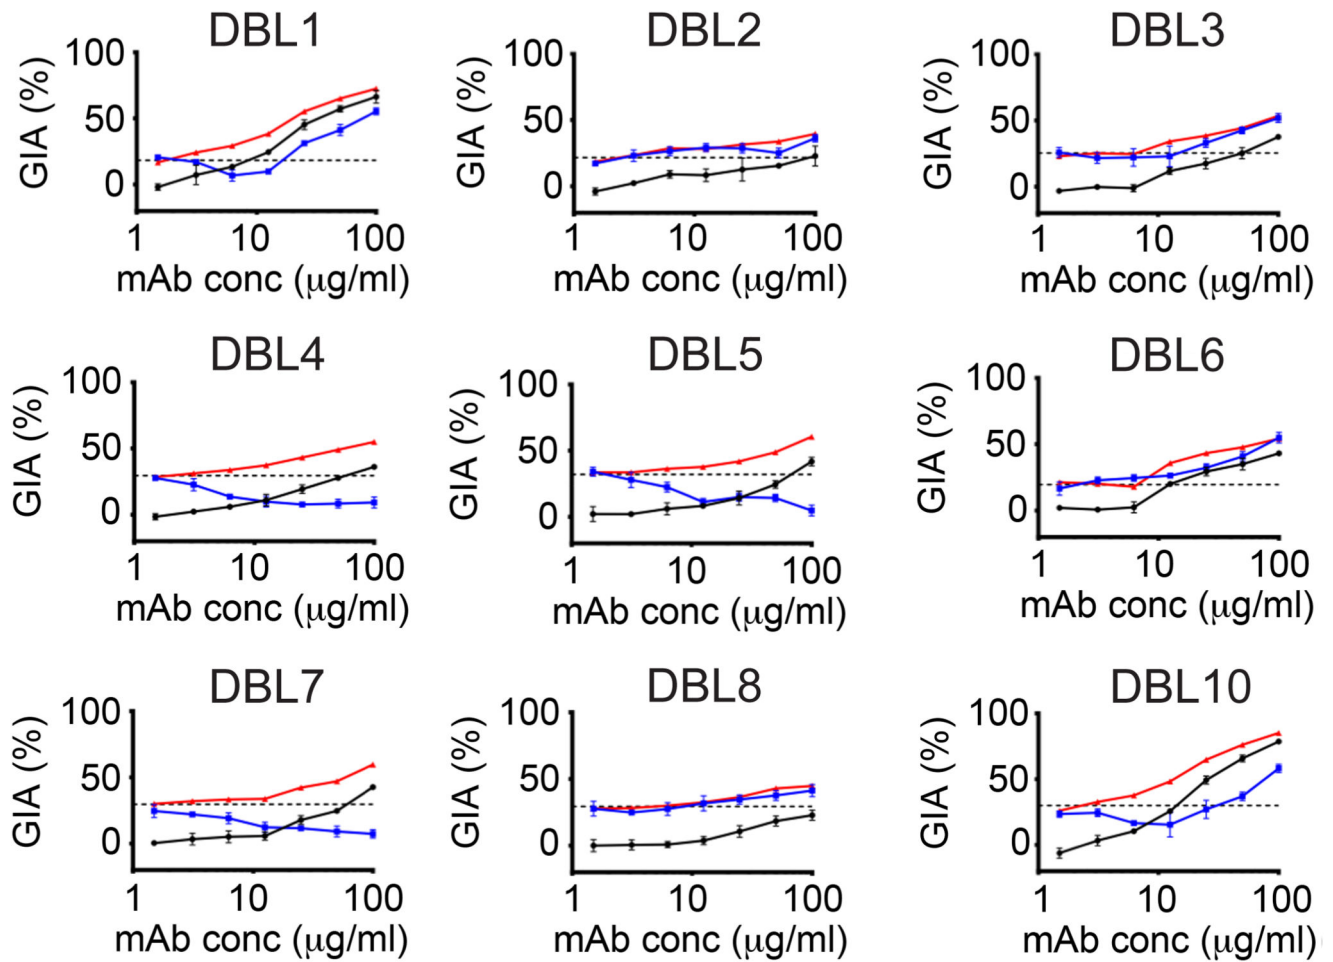 DBL1
GIA (%)
100
50
0
1 10 100
mAb conc (μg/ml)
DBL2
GIA (%)
100
50
0
1 10 100
mAb conc (μg/ml)
DBL3
GIA (%)
100
50
0
1 10 100
mAb conc (μg/ml)
DBL4
GIA (%)
100
50
0
1 10 100
mAb conc (μg/ml)
DBL5
GIA (%)
100
50
0
1 10 100
mAb conc (μg/ml)
DBL6
GIA (%)
100
50
0
1 10 100
mAb conc (μg/ml)
DBL7
GIA (%)
100
50
0
1 10 100
mAb conc (μg/ml)
DBL8
GIA (%)
100
50
0
1 10 100
mAb conc (μg/ml)
DBL10
GIA (%)
100
50
0
1 10 100
mAb conc (μg/ml)